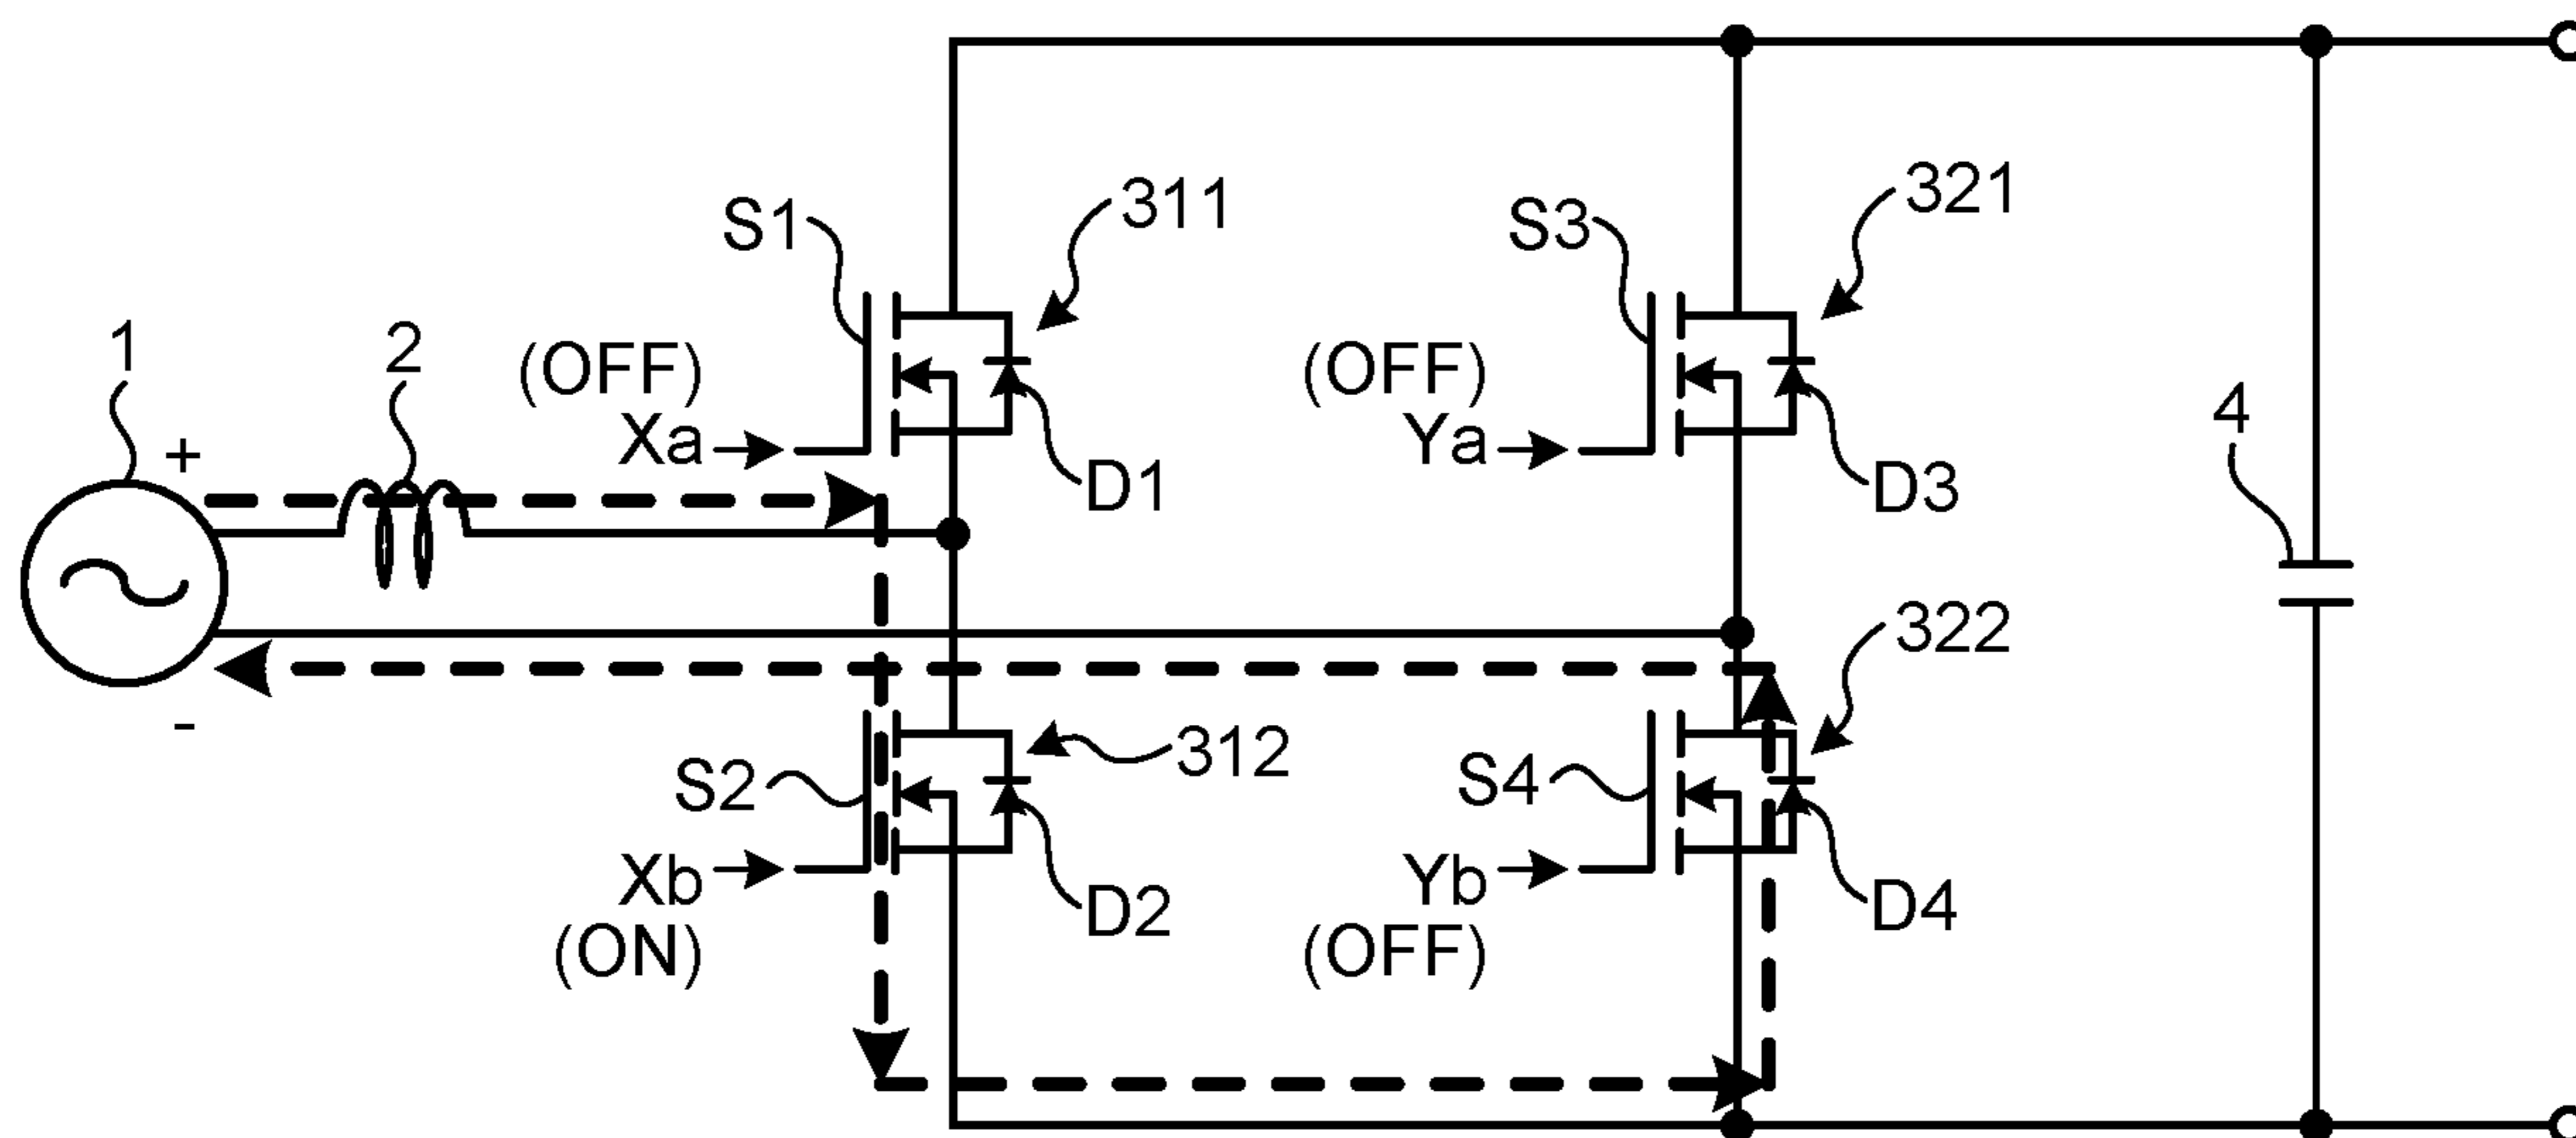 S1
311
S3
321
1
2
(OFF)
Xa
D1
(OFF)
Ya
D3
4
+
-
S2
312
Xb
(ON)
D2
S4
322
Yb
(OFF)
D4